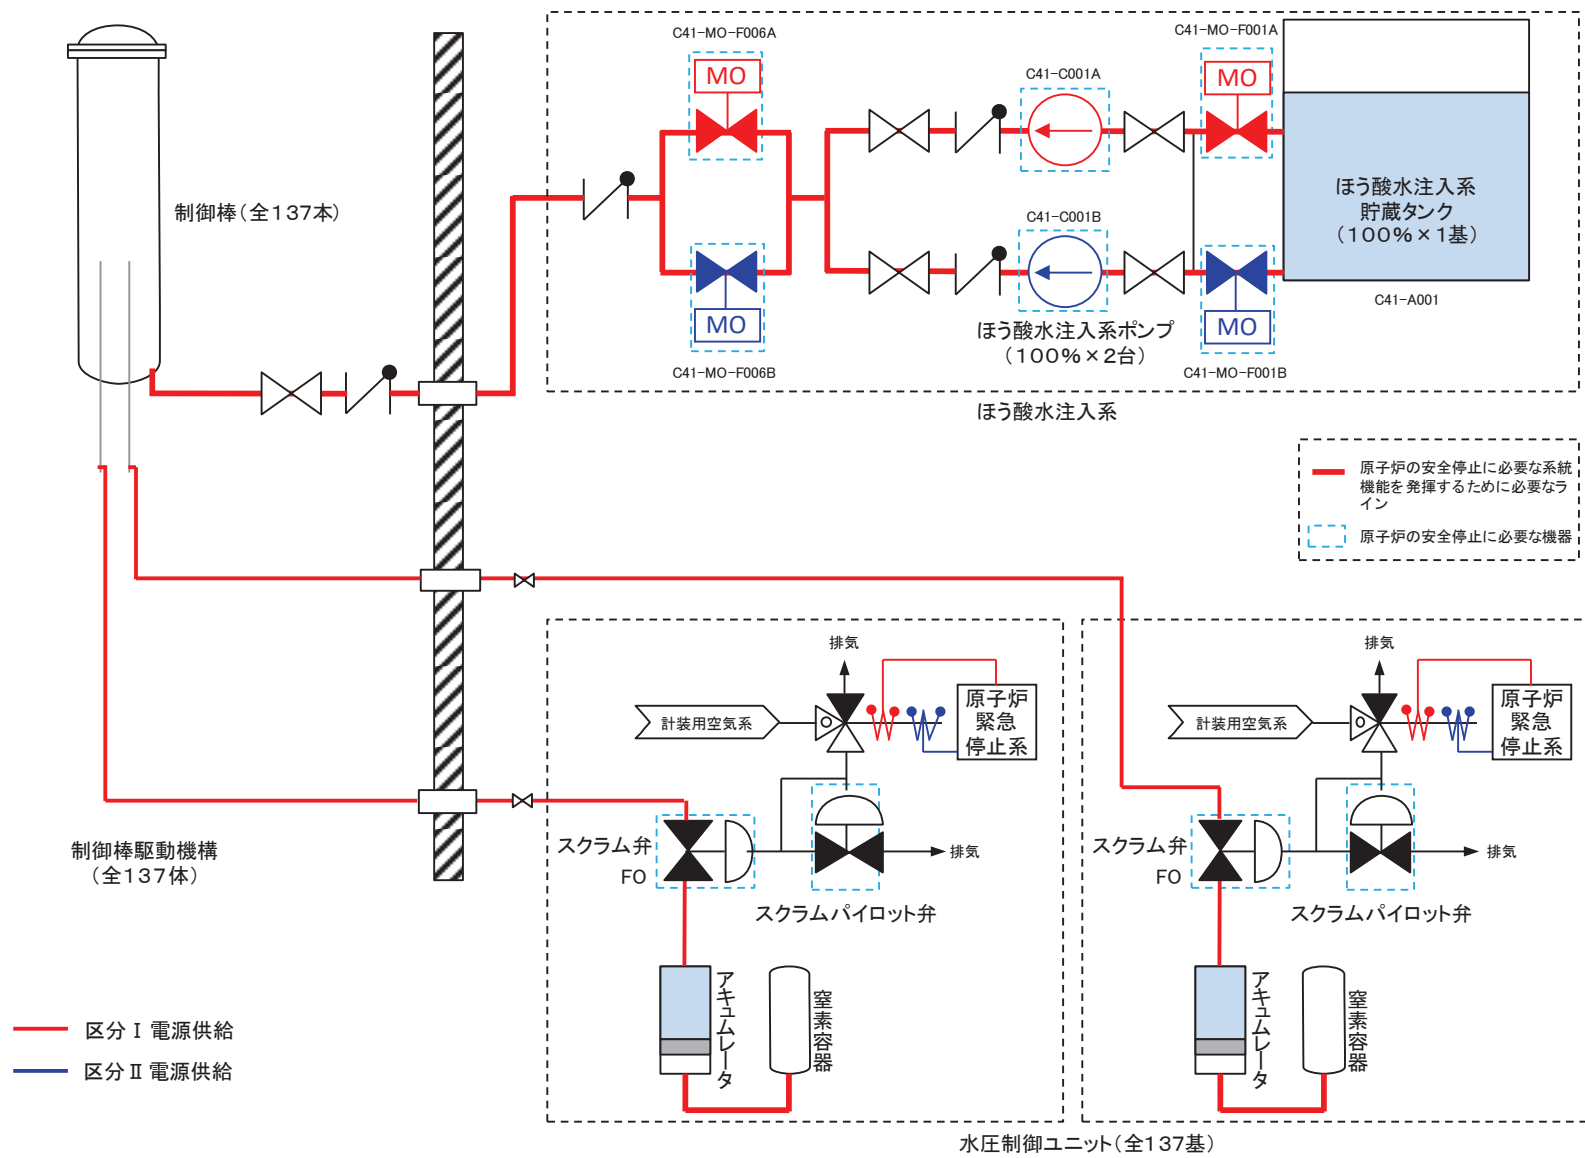 C41-MO-F006A
MO
C41-C001A
C41-MO-F001A
MO
制御棒(全137本)
ほう酸水注入系
貯蔵タンク
(100%×1基)
C41-A001
C41-C001B
MO
C41-MO-F006B
ほう酸水注入系ポンプ
(100%×2台)
MO
C41-MO-F001B
ほう酸水注入系
原子炉の安全停止に必要な系統
機能を発揮するために必要なラ
イン
原子炉の安全停止に必要な機器
排気
計装用空気系
原子炉
緊急
停止系
スクラム弁
FO
排気
スクラムパイロット弁
アキュムレータ
窒素容器
排気
計装用空気系
原子炉
緊急
停止系
スクラム弁
FO
排気
スクラムパイロット弁
アキュムレータ
窒素容器
制御棒駆動機構
(全137体)
区分Ⅰ電源供給
区分Ⅱ電源供給
水圧制御ユニット(全137基)